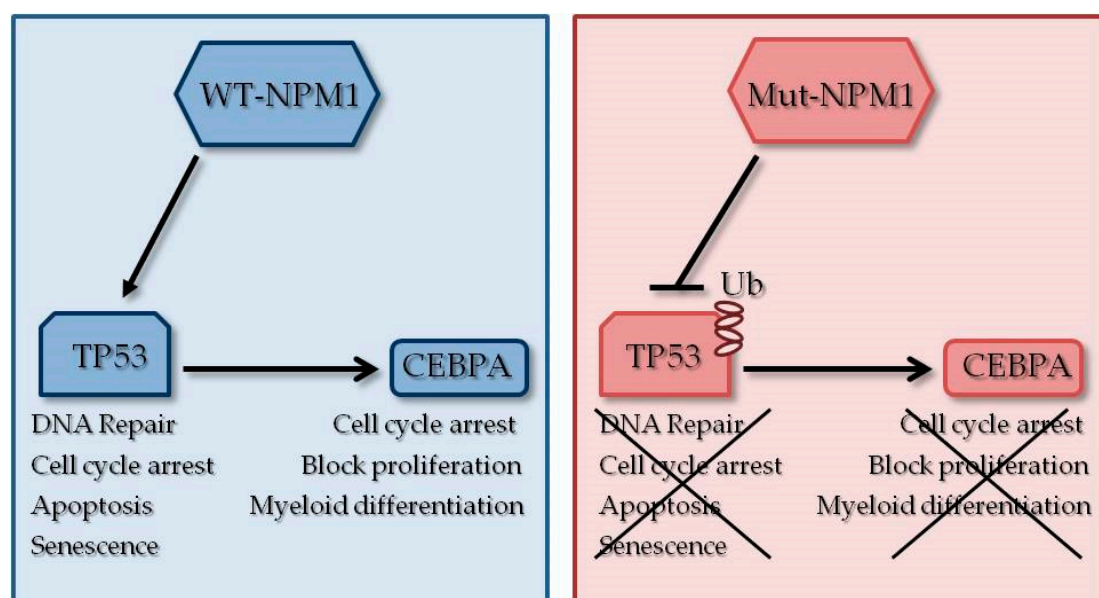 WT-NPM1
TP53
CEBPA
DNA Repair
Cell cycle arrest
Apoptosis
Senescence
Cell cycle arrest
Block proliferation
Myeloid differentiation
Mut-NPM1
Ub
TP53
CEBPA
DNA Repair
Cell cycle arrest
Apoptosis
Senescence
Cell cycle arrest
Block proliferation
Myeloid differentiation